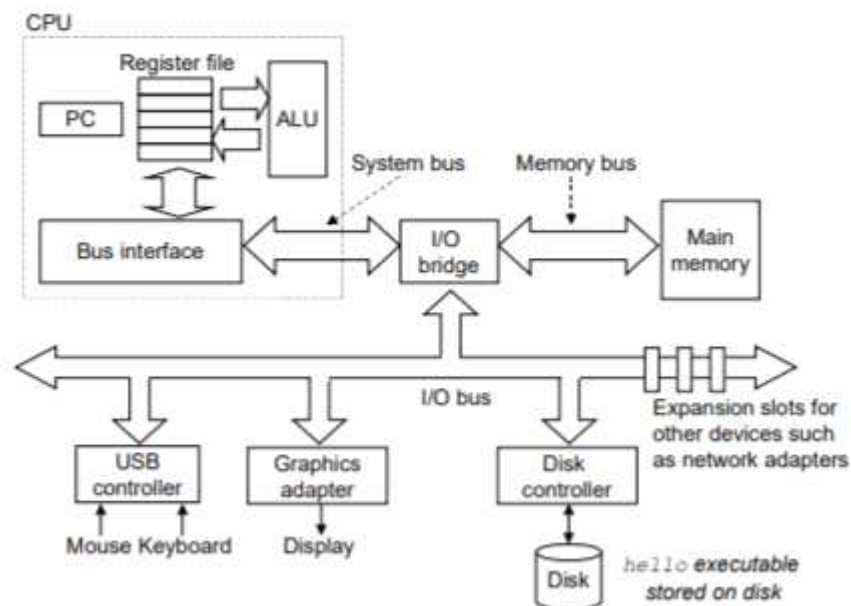 CPU
Register file
PC
ALU
System bus
Memory bus
Bus interface
I/O
bridge
Main
memory
I/O bus
Expansion slots for
other devices such
as network adapters
USB
controller
Graphics
adapter
Disk
controller
Mouse Keyboard
Display
Disk
hello executable
stored on disk